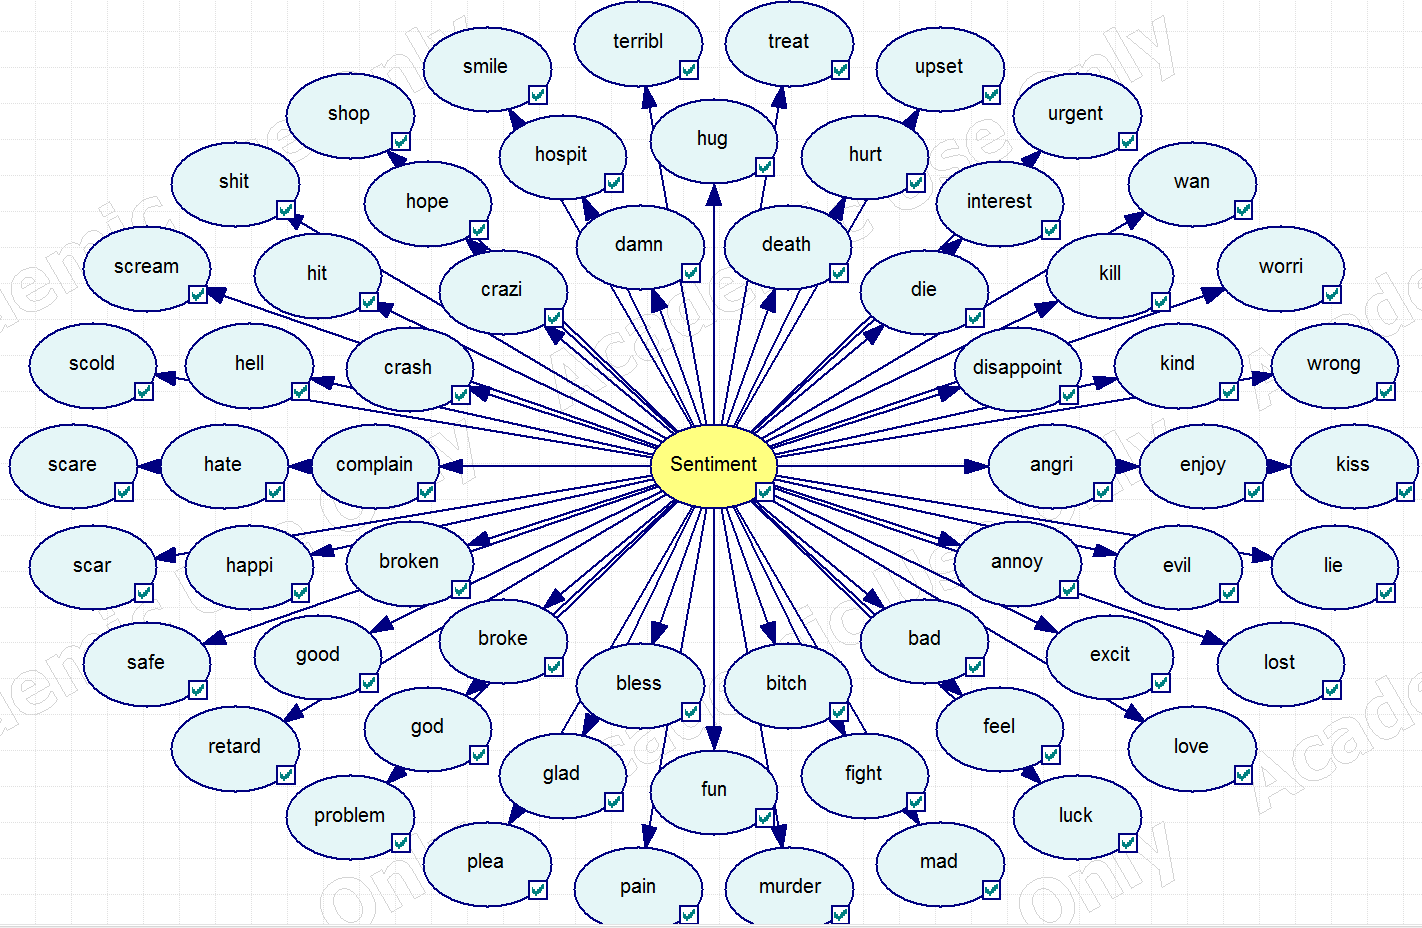 terribl
treat
smile
upset
shop
hug
urgent
hospit
hurt
shit
wan
hope
interest
damn
death
scream
hit
kill
worri
crazi
die
scold
hell
crash
disappoint
kind
wrong
scare
hate
complain
Sentiment
angri
enjoy
kiss
scar
happi
broken
annoy
evil
lie
safe
good
broke
bad
excit
lost
bless
bitch
retard
god
feel
love
glad
fun
fight
problem
luck
plea
mad
pain
murder
Academic Use Only